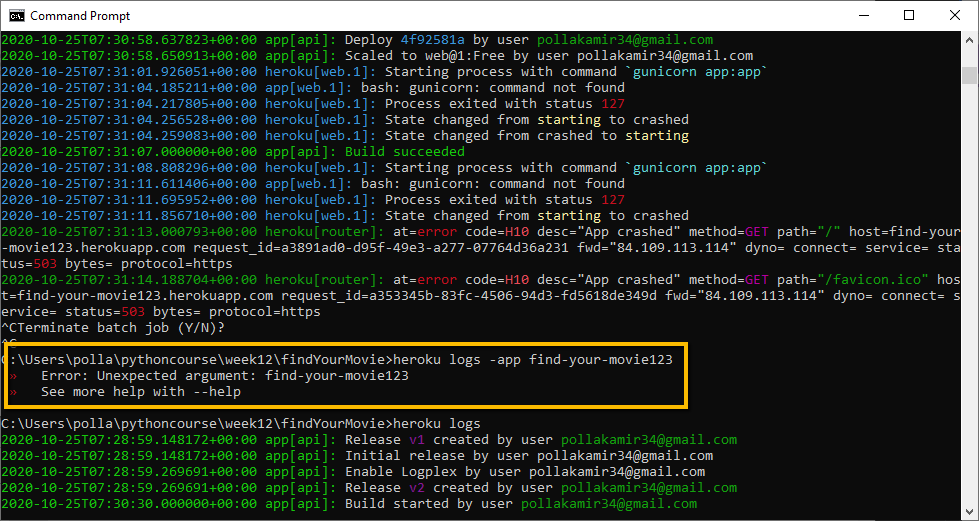 Command Prompt
2020-10-25T07:30:58.637823+00:00 app[api]: Deploy 4f92581a by user pollakamir34@gmail.com
2020-10-25T07:30:58.650913+00:00 app[api]: Scaled to web@1:Free by user pollakamir34@gmail.com
2020-10-25T07:31:01.926051+00:00 heroku[web.1]: Starting process with command `gunicorn app:app`
2020-10-25T07:31:04.185211+00:00 app[web.1]: bash: gunicorn: command not found
2020-10-25T07:31:04.217805+00:00 heroku[web.1]: Process exited with status 127
2020-10-25T07:31:04.256528+00:00 heroku[web.1]: State changed from starting to crashed
2020-10-25T07:31:04.259083+00:00 heroku[web.1]: State changed from crashed to starting
2020-10-25T07:31:07.000000+00:00 app[api]: Build succeeded
2020-10-25T07:31:08.808296+00:00 heroku[web.1]: Starting process with command `gunicorn app:app`
2020-10-25T07:31:11.611406+00:00 app[web.1]: bash: gunicorn: command not found
2020-10-25T07:31:11.695952+00:00 heroku[web.1]: Process exited with status 127
2020-10-25T07:31:11.856710+00:00 heroku[web.1]: State changed from starting to crashed
2020-10-25T07:31:13.000793+00:00 heroku[router]: at=error code=H10 desc="App crashed" method=GET path="/" host=find-your
-movie123.herokuapp.com request_id=a3891ad0-d95f-49e3-a277-07764d36a231 fwd="84.109.113.114" dyno= connect= service= sta
tus=503 bytes= protocol=https
2020-10-25T07:31:14.188704+00:00 heroku[router]: at=error code=H10 desc="App crashed" method=GET path="/favicon.ico" hos
t=find-your-movie123.herokuapp.com request_id=a353345b-83fc-4506-94d3-fd5618de349d fwd="84.109.113.114" dyno= connect= s
ervice= status=503 bytes= protocol=https
^CTerminate batch job (Y/N)?
^C
C:\Users\polla\pythoncourse\week12\findYourMovie>heroku logs -app find-your-movie123
» Error: Unexpected argument: find-your-movie123
» See more help with --help
C:\Users\polla\pythoncourse\week12\findYourMovie>heroku logs
2020-10-25T07:28:59.148172+00:00 app[api]: Release v1 created by user pollakamir34@gmail.com
2020-10-25T07:28:59.148172+00:00 app[api]: Initial release by user pollakamir34@gmail.com
2020-10-25T07:28:59.269691+00:00 app[api]: Enable Logplex by user pollakamir34@gmail.com
2020-10-25T07:28:59.269691+00:00 app[api]: Release v2 created by user pollakamir34@gmail.com
2020-10-25T07:30:30.000000+00:00 app[api]: Build started by user pollakamir34@gmail.com